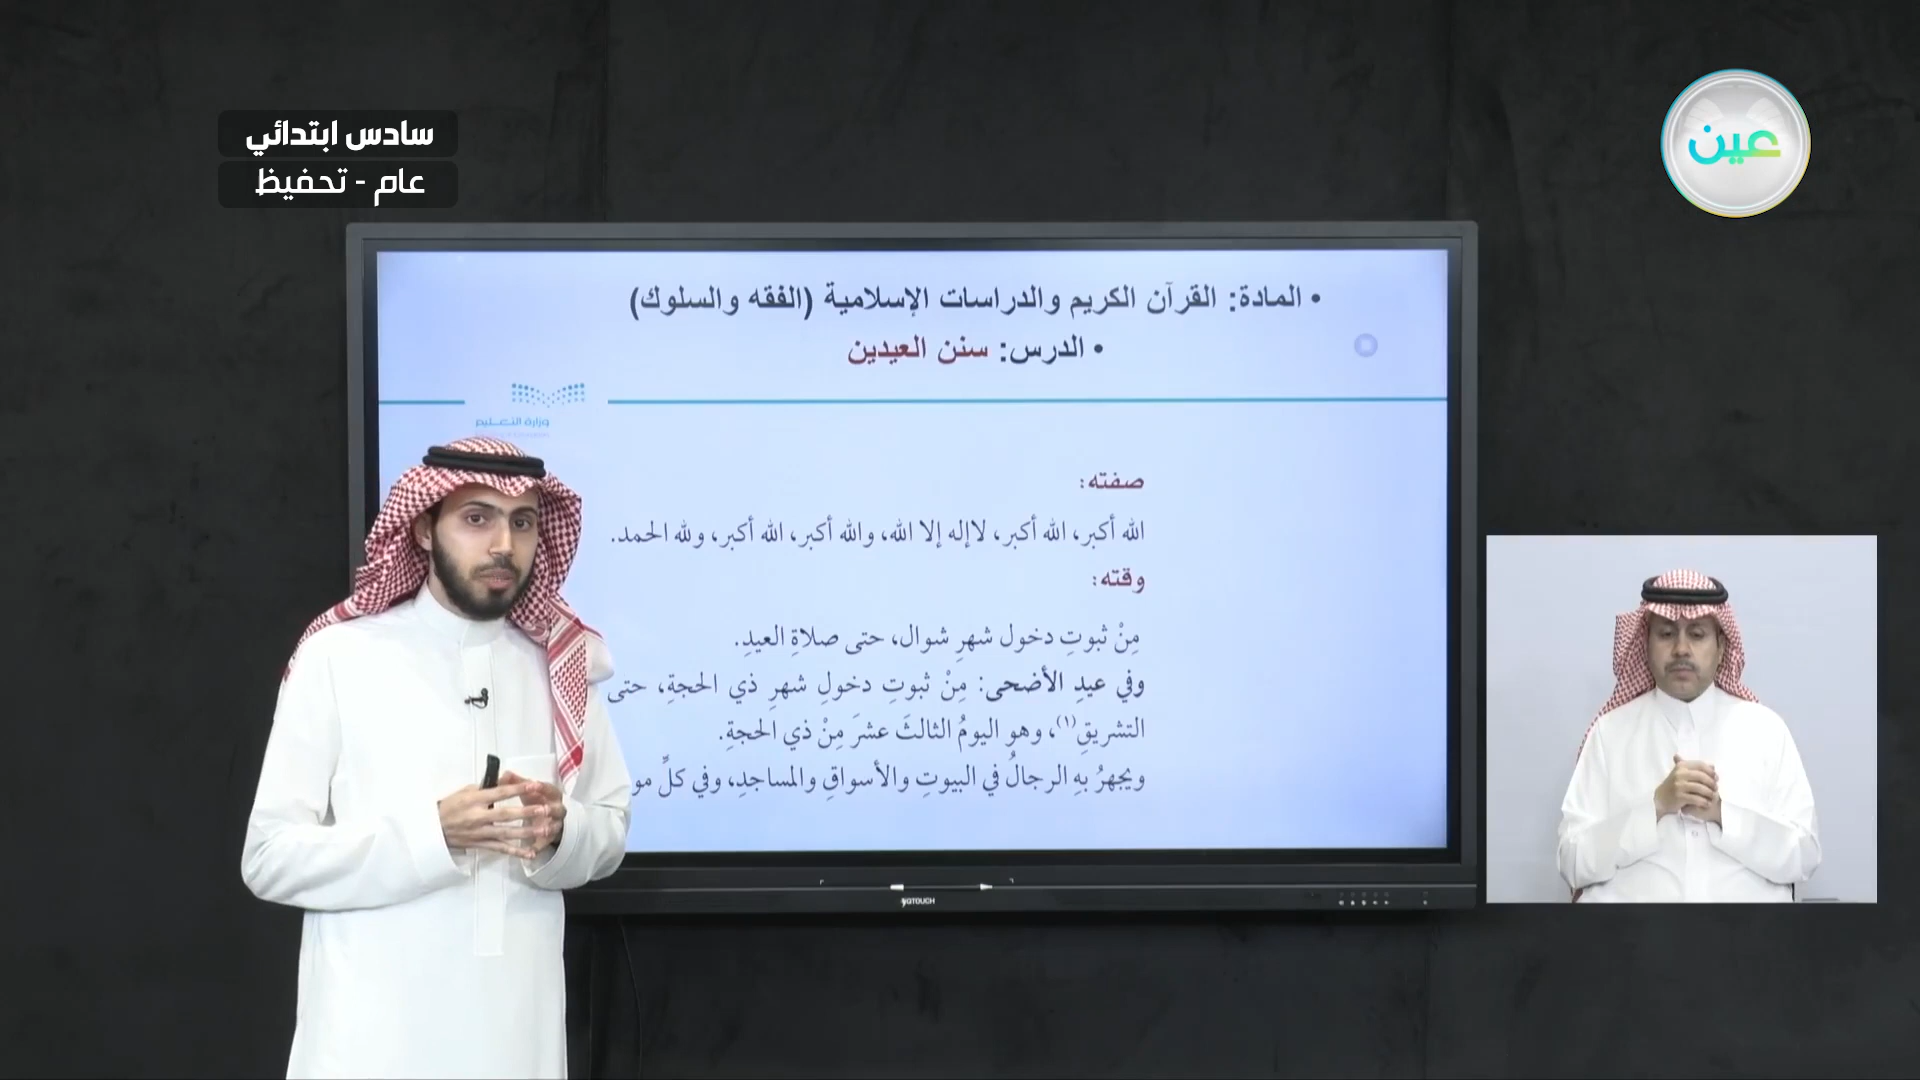 سادس ابتدائي
عام - تحفيظ
عين
• المادة: القرآن الكريم والدراسات الإسلامية (الفقه والسلوك)
• الدرس: سنن العيدين
وزارة التعليم
صفته:
الله أكبر، الله أكبر، لاإله إلا الله، والله أكبر، الله أكبر، ولله الحمد.
وقته:
مِنْ ثبوتِ دخول شهرِ شوال، حتى صلاةِ العيدِ.
وفي عيدِ الأضحى: مِنْ ثبوتِ دخولِ شهرِ ذي الحجةِ، حتى
التشريقِ(١)، وهو اليومُ الثالثَ عشرَ مِنْ ذي الحجةِ.
ويجهرُ بهِ الرجالُ في البيوتِ والأسواقِ والمساجدِ، وفي كلِّ مو